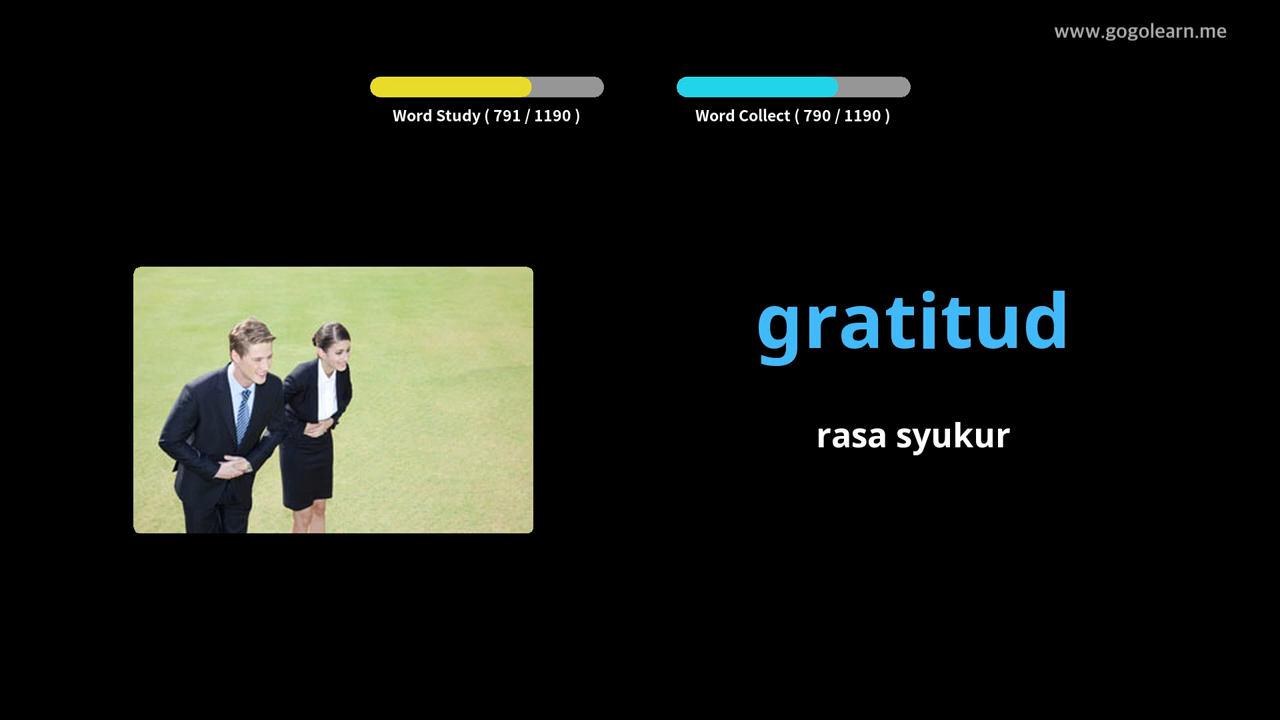 www.gogolearn.me
Word Study ( 791 / 1190 )
Word Collect ( 790 / 1190 )
gratitud
rasa syukur